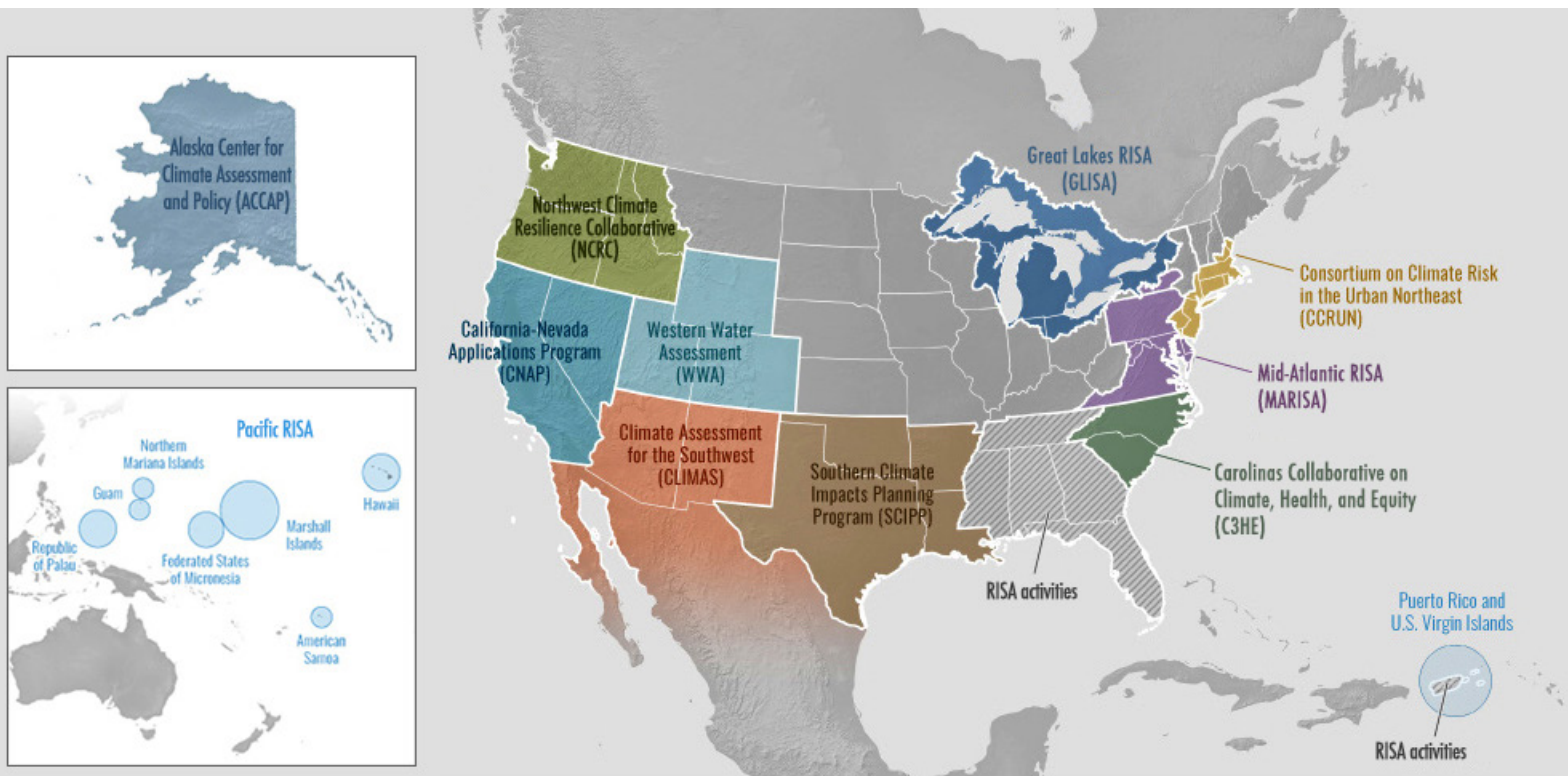 Alaska Center for
Climate Assessment
and Policy (ACCAP)
Pacific RISA
Northern
Mariana Islands
Guam
Hawaii
Republic
of Palau
Federated States
of Micronesia
Marshall
Islands
American
Samoa
Northwest Climate
Resilience Collaborative
(NCRC)
Great Lakes RISA
(GLISA)
California-Nevada
Applications Program
(CNAP)
Western Water
Assessment
(WWA)
Consortium on Climate Risk
in the Urban Northeast
(CCRUN)
Mid-Atlantic RISA
(MARISA)
Climate Assessment
for the Southwest
(CLIMAS)
Southern Climate
Impacts Planning
Program (SCIPP)
Carolinas Collaborative on
Climate, Health, and Equity
(C3HE)
RISA activities
Puerto Rico and
U.S. Virgin Islands
RISA activities